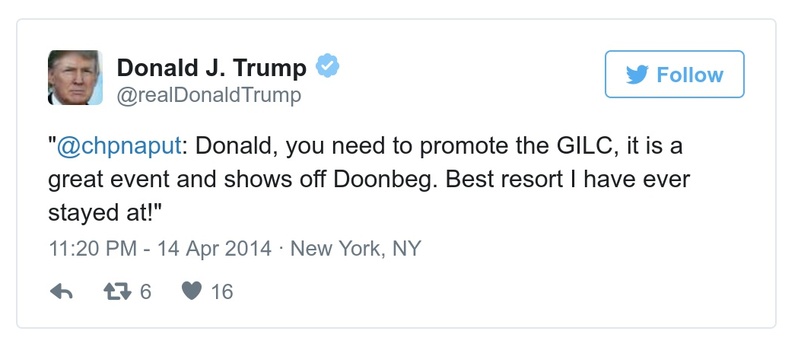 Donald J. Trump
@realDonaldTrump
Follow
"@chpnaput: Donald, you need to promote the GILC, it is a
great event and shows off Doonbeg. Best resort I have ever
stayed at!"
11:20 PM - 14 Apr 2014 · New York, NY
6 16